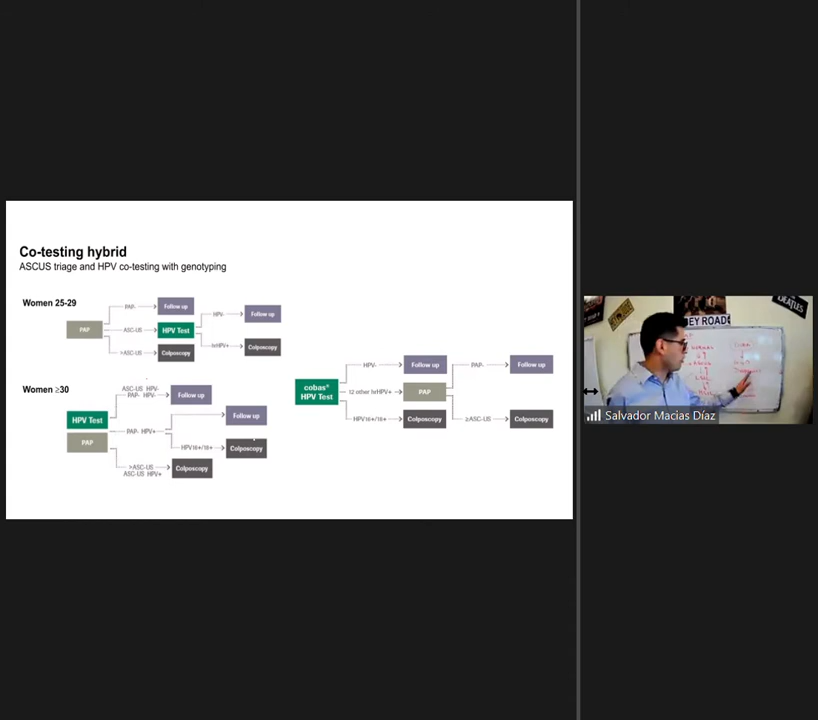 Co-testing hybrid
ASCUS triage and HPV co-testing with genotyping
Women 25-29
PAP
PAP-
Follow up
ASC-US
HPV Test
>ASC-US
Colposcopy
HPV-
Follow up
hrHPV+
Colposcopy
Women ≥30
HPV Test
PAP
ASC-US HPV-
PAP- HPV-
Follow up
PAP- HPV+
Follow up
HPV16+/18+
Colposcopy
>ASC-US
ASC-US HPV+
Colposcopy
cobas®
HPV Test
HPV-
Follow up
12 other hrHPV+
PAP
HPV16+/18+
Colposcopy
PAP-
Follow up
≥ASC-US
Colposcopy
BEATLES
EY ROAD
Salvador Macías Díaz